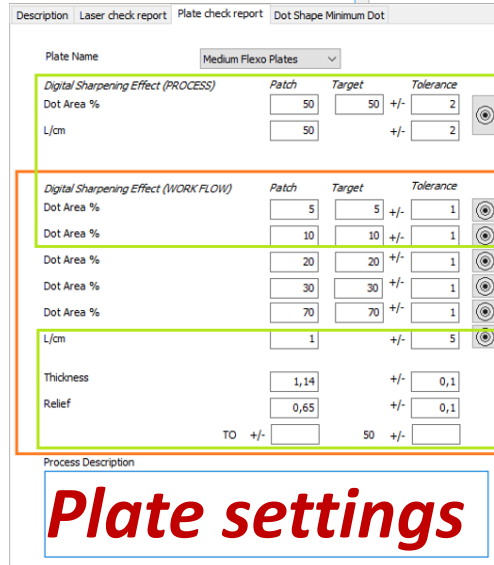 Description Laser check report Plate check report Dot Shape Minimum Dot
Plate Name Medium Flexo Plates
Digital Sharpening Effect (PROCESS) Patch Target Tolerance
Dot Area % 50 50 +/- 2
L/cm 50 +/- 2
Digital Sharpening Effect (WORK FLOW) Patch Target Tolerance
Dot Area % 5 5 +/- 1
Dot Area % 10 10 +/- 1
Dot Area % 20 20 +/- 1
Dot Area % 30 30 +/- 1
Dot Area % 70 70 +/- 1
L/cm 1 +/- 5
Thickness 1,14 +/- 0,1
Relief 0,65 +/- 0,1
TO +/- 50 +/-
Process Description
Plate settings